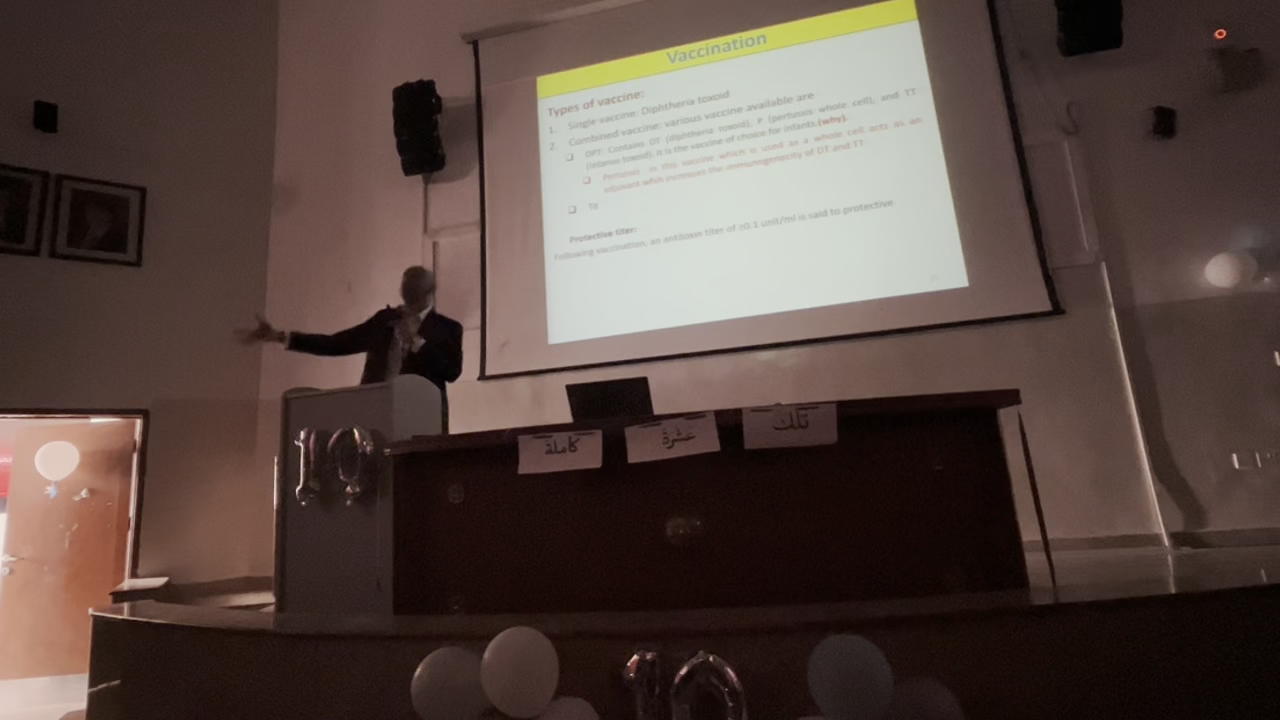 Vaccination
Types of vaccine:
1. Single vaccine: Diphtheria toxoid
2. Combined vaccine: various vaccine available are
❑ DPT: Contains DT (diphtheria toxoid), P (pertussis whole cell), and TT
(tetanus toxoid). It is the vaccine of choice for infants.(why).
❑ Pertussis in this vaccine which is used as a whole cell acts as an
adjuvant which increases the immunogenicity of DT and TT
❑ Td
Protective titer:
Following vaccination, an antitoxin titer of ≥0.1 unit/ml is said to protective
تلك
عشرة
كاملة
10
10